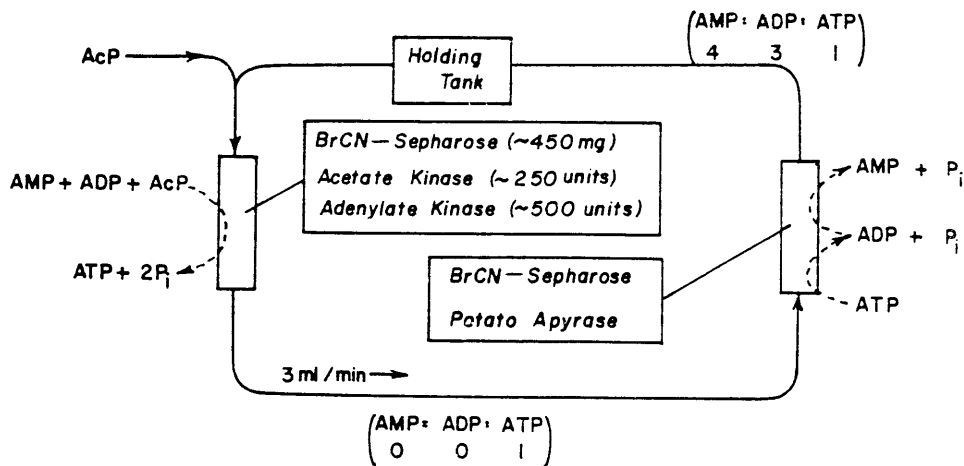 (AMP: ADP: ATP)
4 3 1
AcP
Holding
Tank
BrCN—Sepharose (~450 mg)
Acetate Kinase (~250 units)
Adenylate Kinase (~500 units)
AMP + ADP + AcP
ATP + 2Pi
AMP + Pi
ADP + Pi
ATP
BrCN—Sepharose
Potato Apyrase
3 ml/min
(AMP: ADP: ATP)
0 0 1